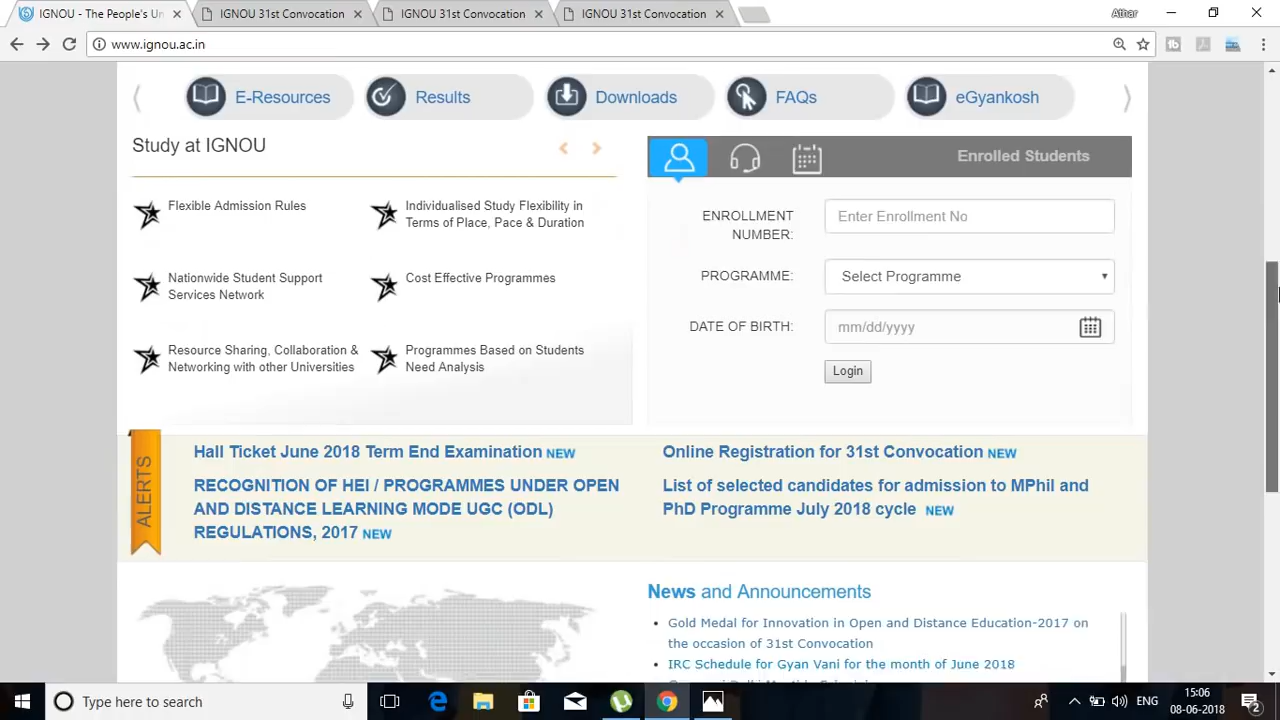 IGNOU - The People's Un
IGNOU 31st Convocation
IGNOU 31st Convocation
IGNOU 31st Convocation
Athar
www.ignou.ac.in
E-Resources
Results
Downloads
FAQs
eGyankosh
Study at IGNOU
Flexible Admission Rules
Individualised Study Flexibility in
Terms of Place, Pace & Duration
Nationwide Student Support
Services Network
Cost Effective Programmes
Resource Sharing, Collaboration &
Networking with other Universities
Programmes Based on Students
Need Analysis
Enrolled Students
ENROLLMENT
NUMBER:
Enter Enrollment No
PROGRAMME:
Select Programme
DATE OF BIRTH:
mm/dd/yyyy
Login
ALERTS
Hall Ticket June 2018 Term End Examination NEW
RECOGNITION OF HEI / PROGRAMMES UNDER OPEN
AND DISTANCE LEARNING MODE UGC (ODL)
REGULATIONS, 2017 NEW
Online Registration for 31st Convocation NEW
List of selected candidates for admission to MPhil and
PhD Programme July 2018 cycle NEW
News and Announcements
Gold Medal for Innovation in Open and Distance Education-2017 on
the occasion of 31st Convocation
IRC Schedule for Gyan Vani for the month of June 2018
Type here to search
ENG
15:06
08-06-2018
2